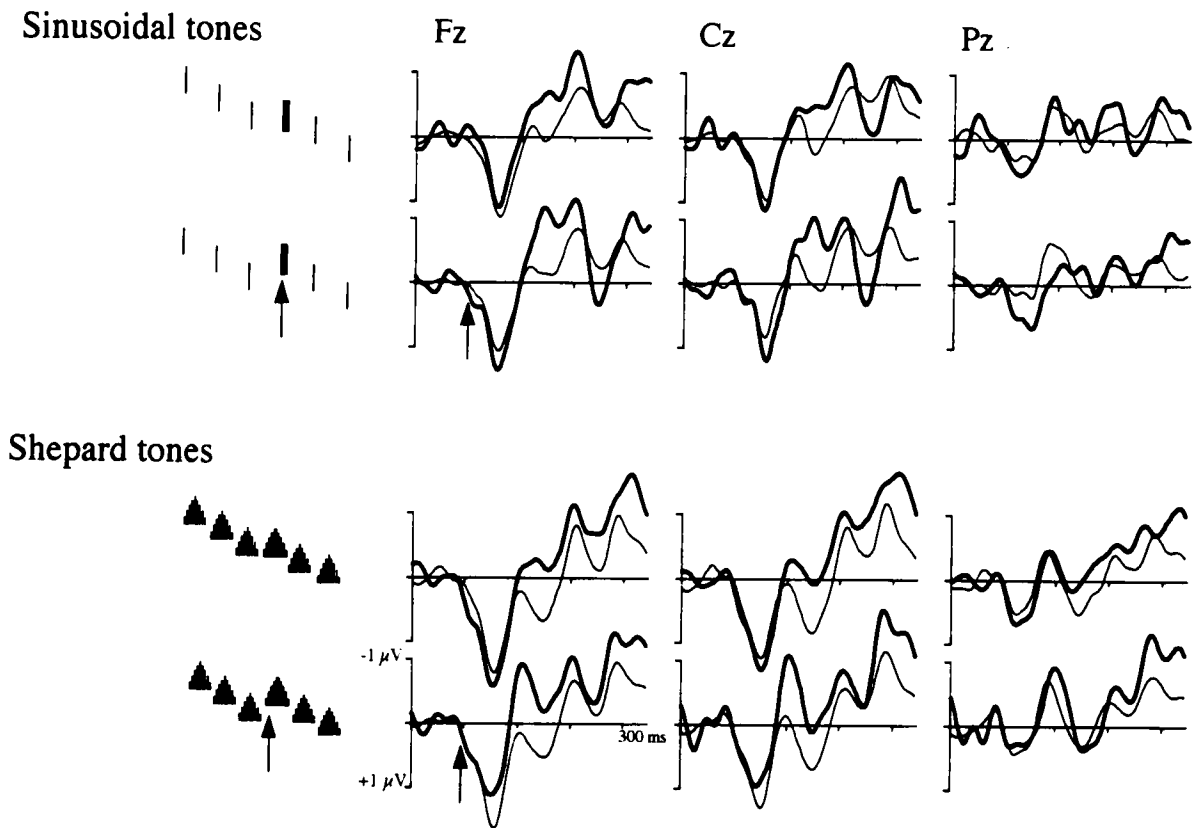 Sinusoidal tones
Fz
Cz
Pz
Shepard tones
-1 µV
300 ms
+1 µV